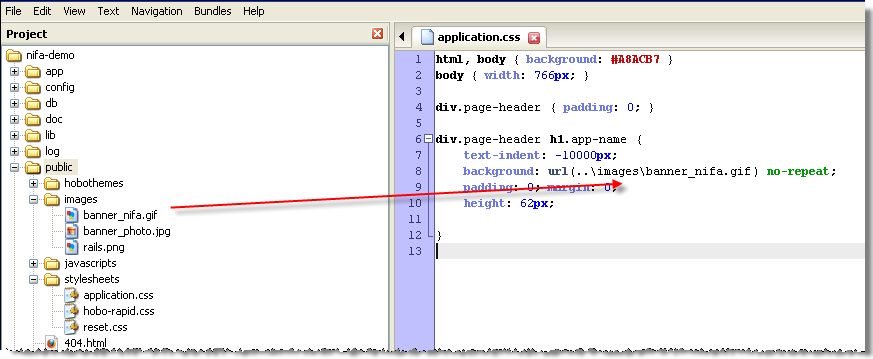 File Edit View Text Navigation Bundles Help
Project
nifa-demo
app
config
db
doc
lib
log
public
hobothemes
images
banner_nifa.gif
banner_photo.jpg
rails.png
javascripts
stylesheets
application.css
hobo-rapid.css
reset.css
404.html
application.css
1 html, body { background: #A8ACB7 }
2 body { width: 766px; }
3
4 div.page-header { padding: 0; }
5
6 div.page-header h1.app-name {
7 text-indent: -10000px;
8 background: url(..\images\banner_nifa.gif) no-repeat;
9 padding: 0; margin: 0;
10 height: 62px;
11
12 }
13